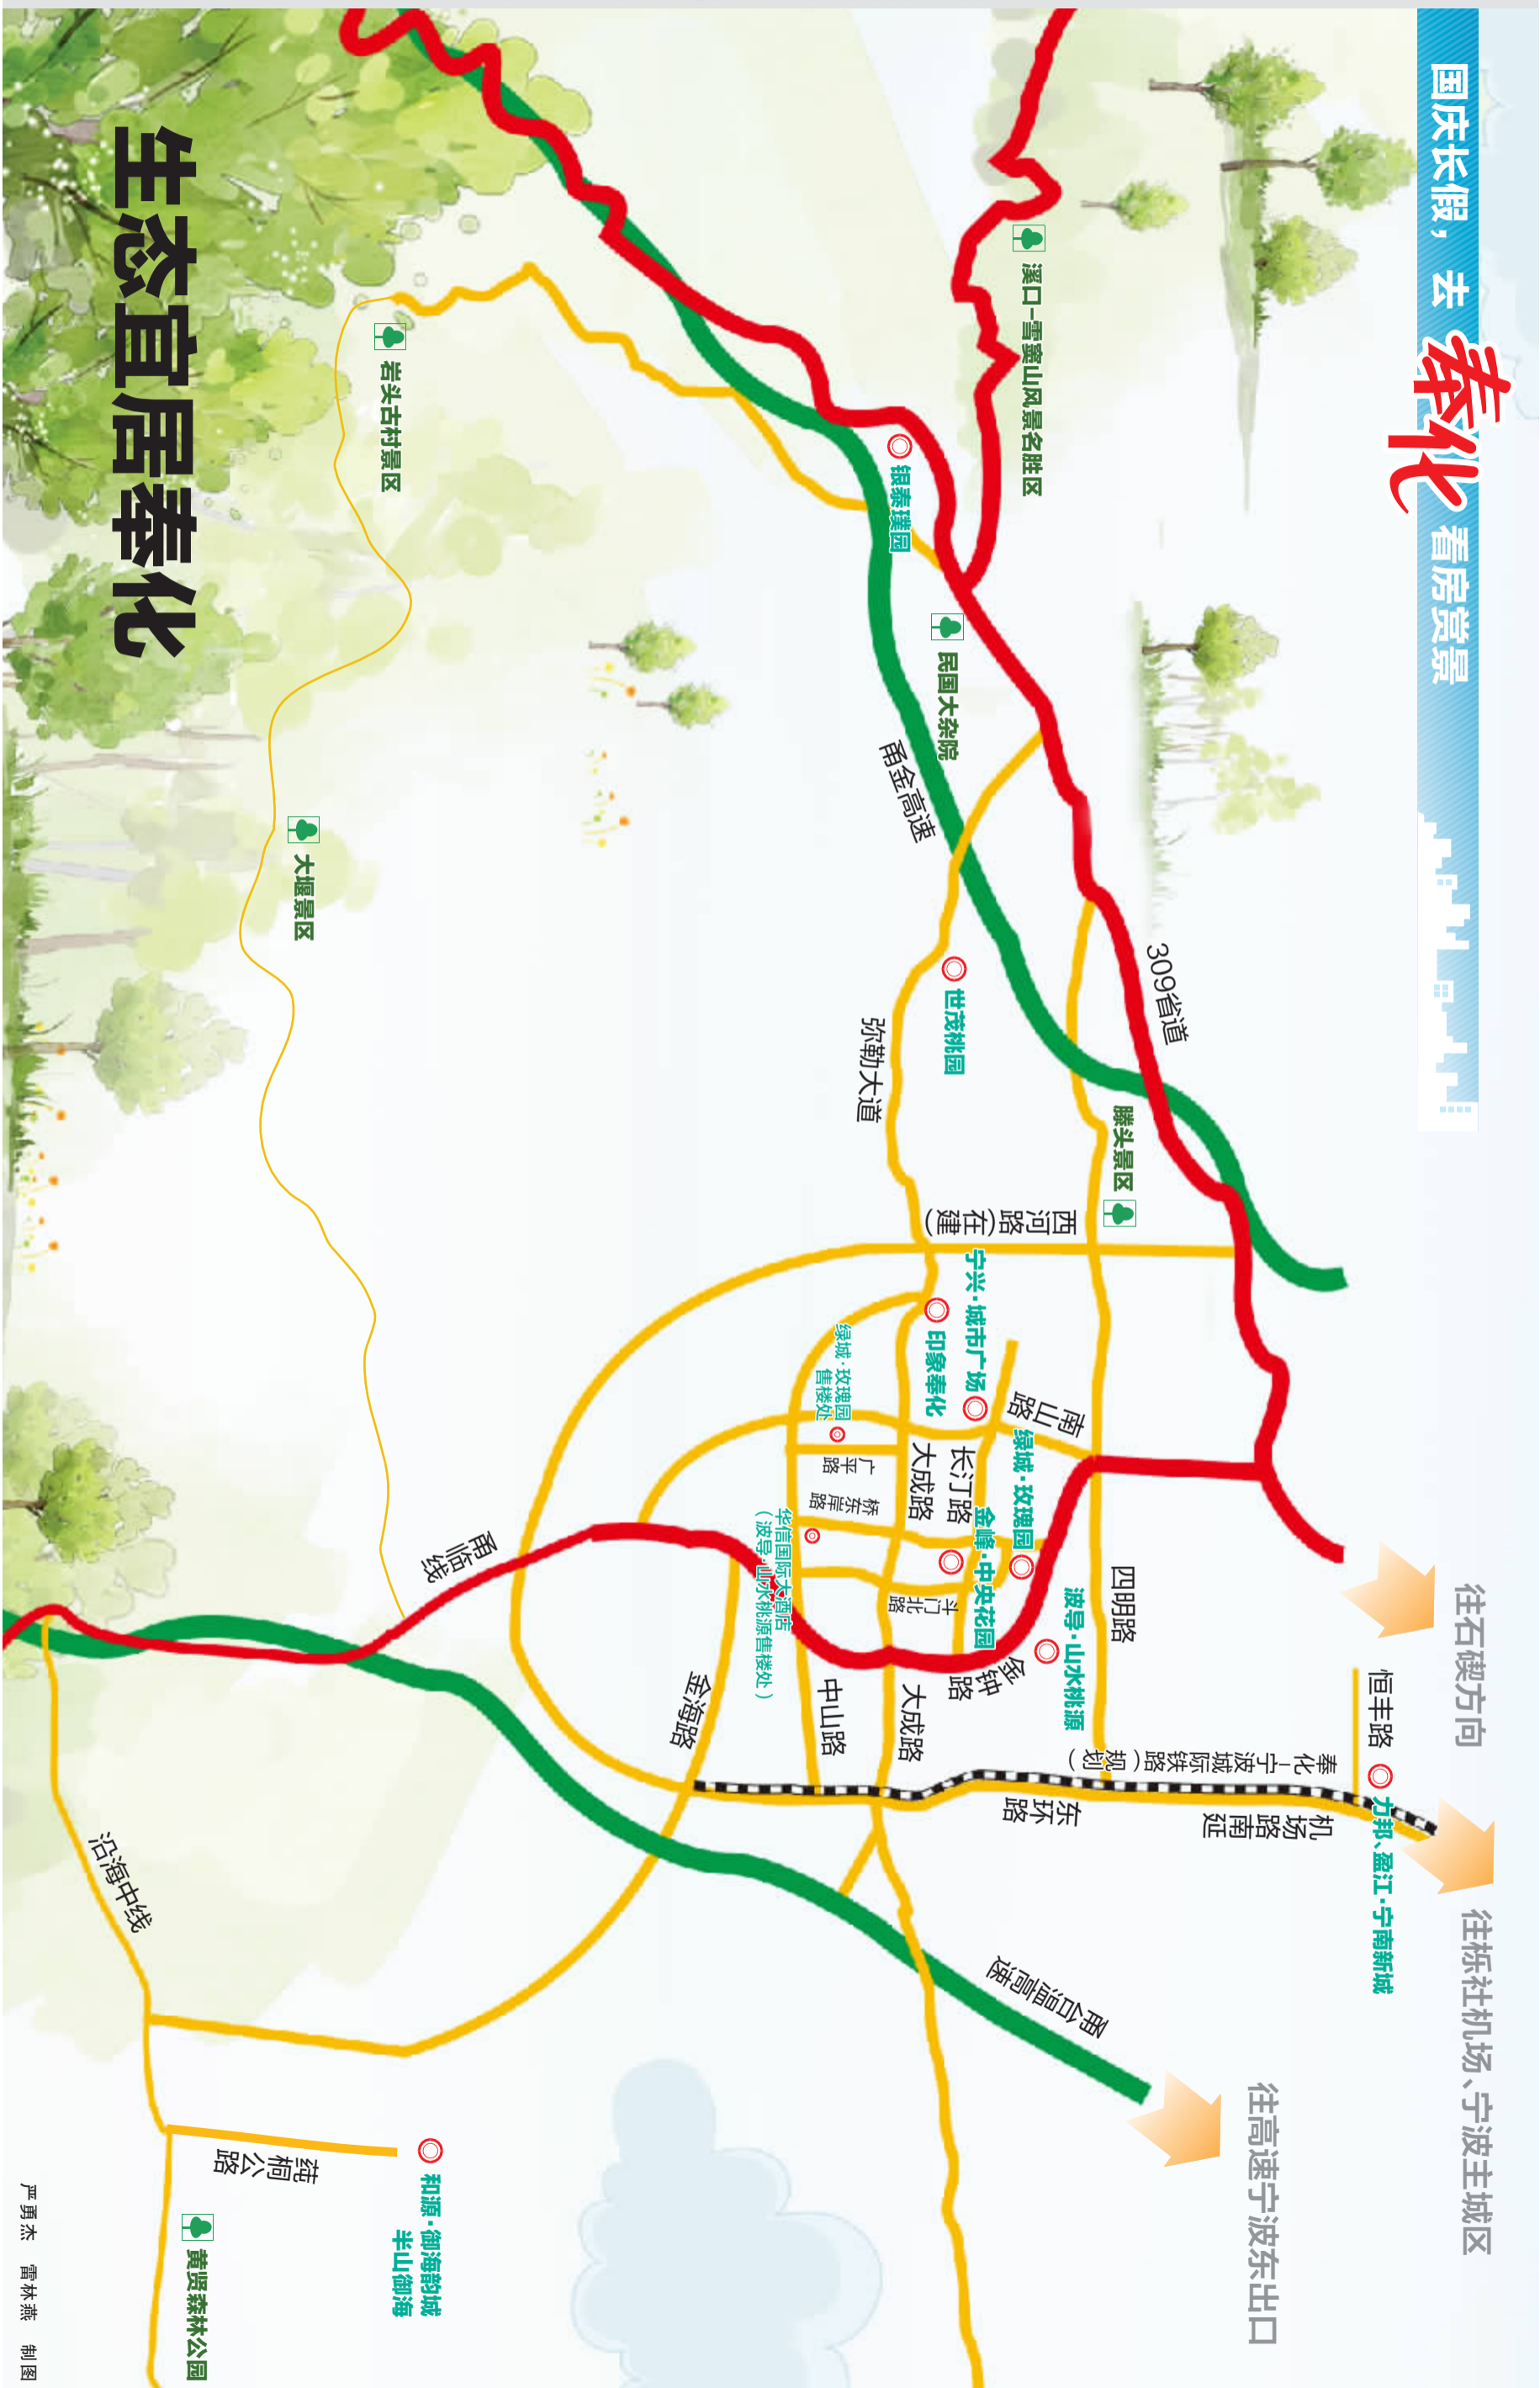 国庆长假，去奉化看房赏景
往石碶方向
往栎社机场、宁波主城区
往高速宁波东出口
恒丰路
力邦、盈江·宁南新城
奉化-宁波城际铁路(规划)
机场路南延
东环路
309省道
四明路
滕头景区
溪口-雪窦山风景名胜区
银泰璞园
民国大杂院
甬金高速
世茂桃园
弥勒大道
西河路(在建)
宁兴·城市广场
印象奉化
南山路
绿城·玫瑰园
长汀路
大成路
金峰·中央花园
波导·山水桃源
金钟路
绿城·玫瑰园
售楼处
广平路
桥东岸路
斗门北路
华信国际大酒店
(波导·山水桃源售楼处)
中山路
大成路
金海路
甬台温高速
甬临线
岩头古村景区
大堰景区
沿海中线
和源·御海韵城
半山御海
莼桐公路
黄贤森林公园
生态宜居奉化
严勇杰 雷林燕 制图